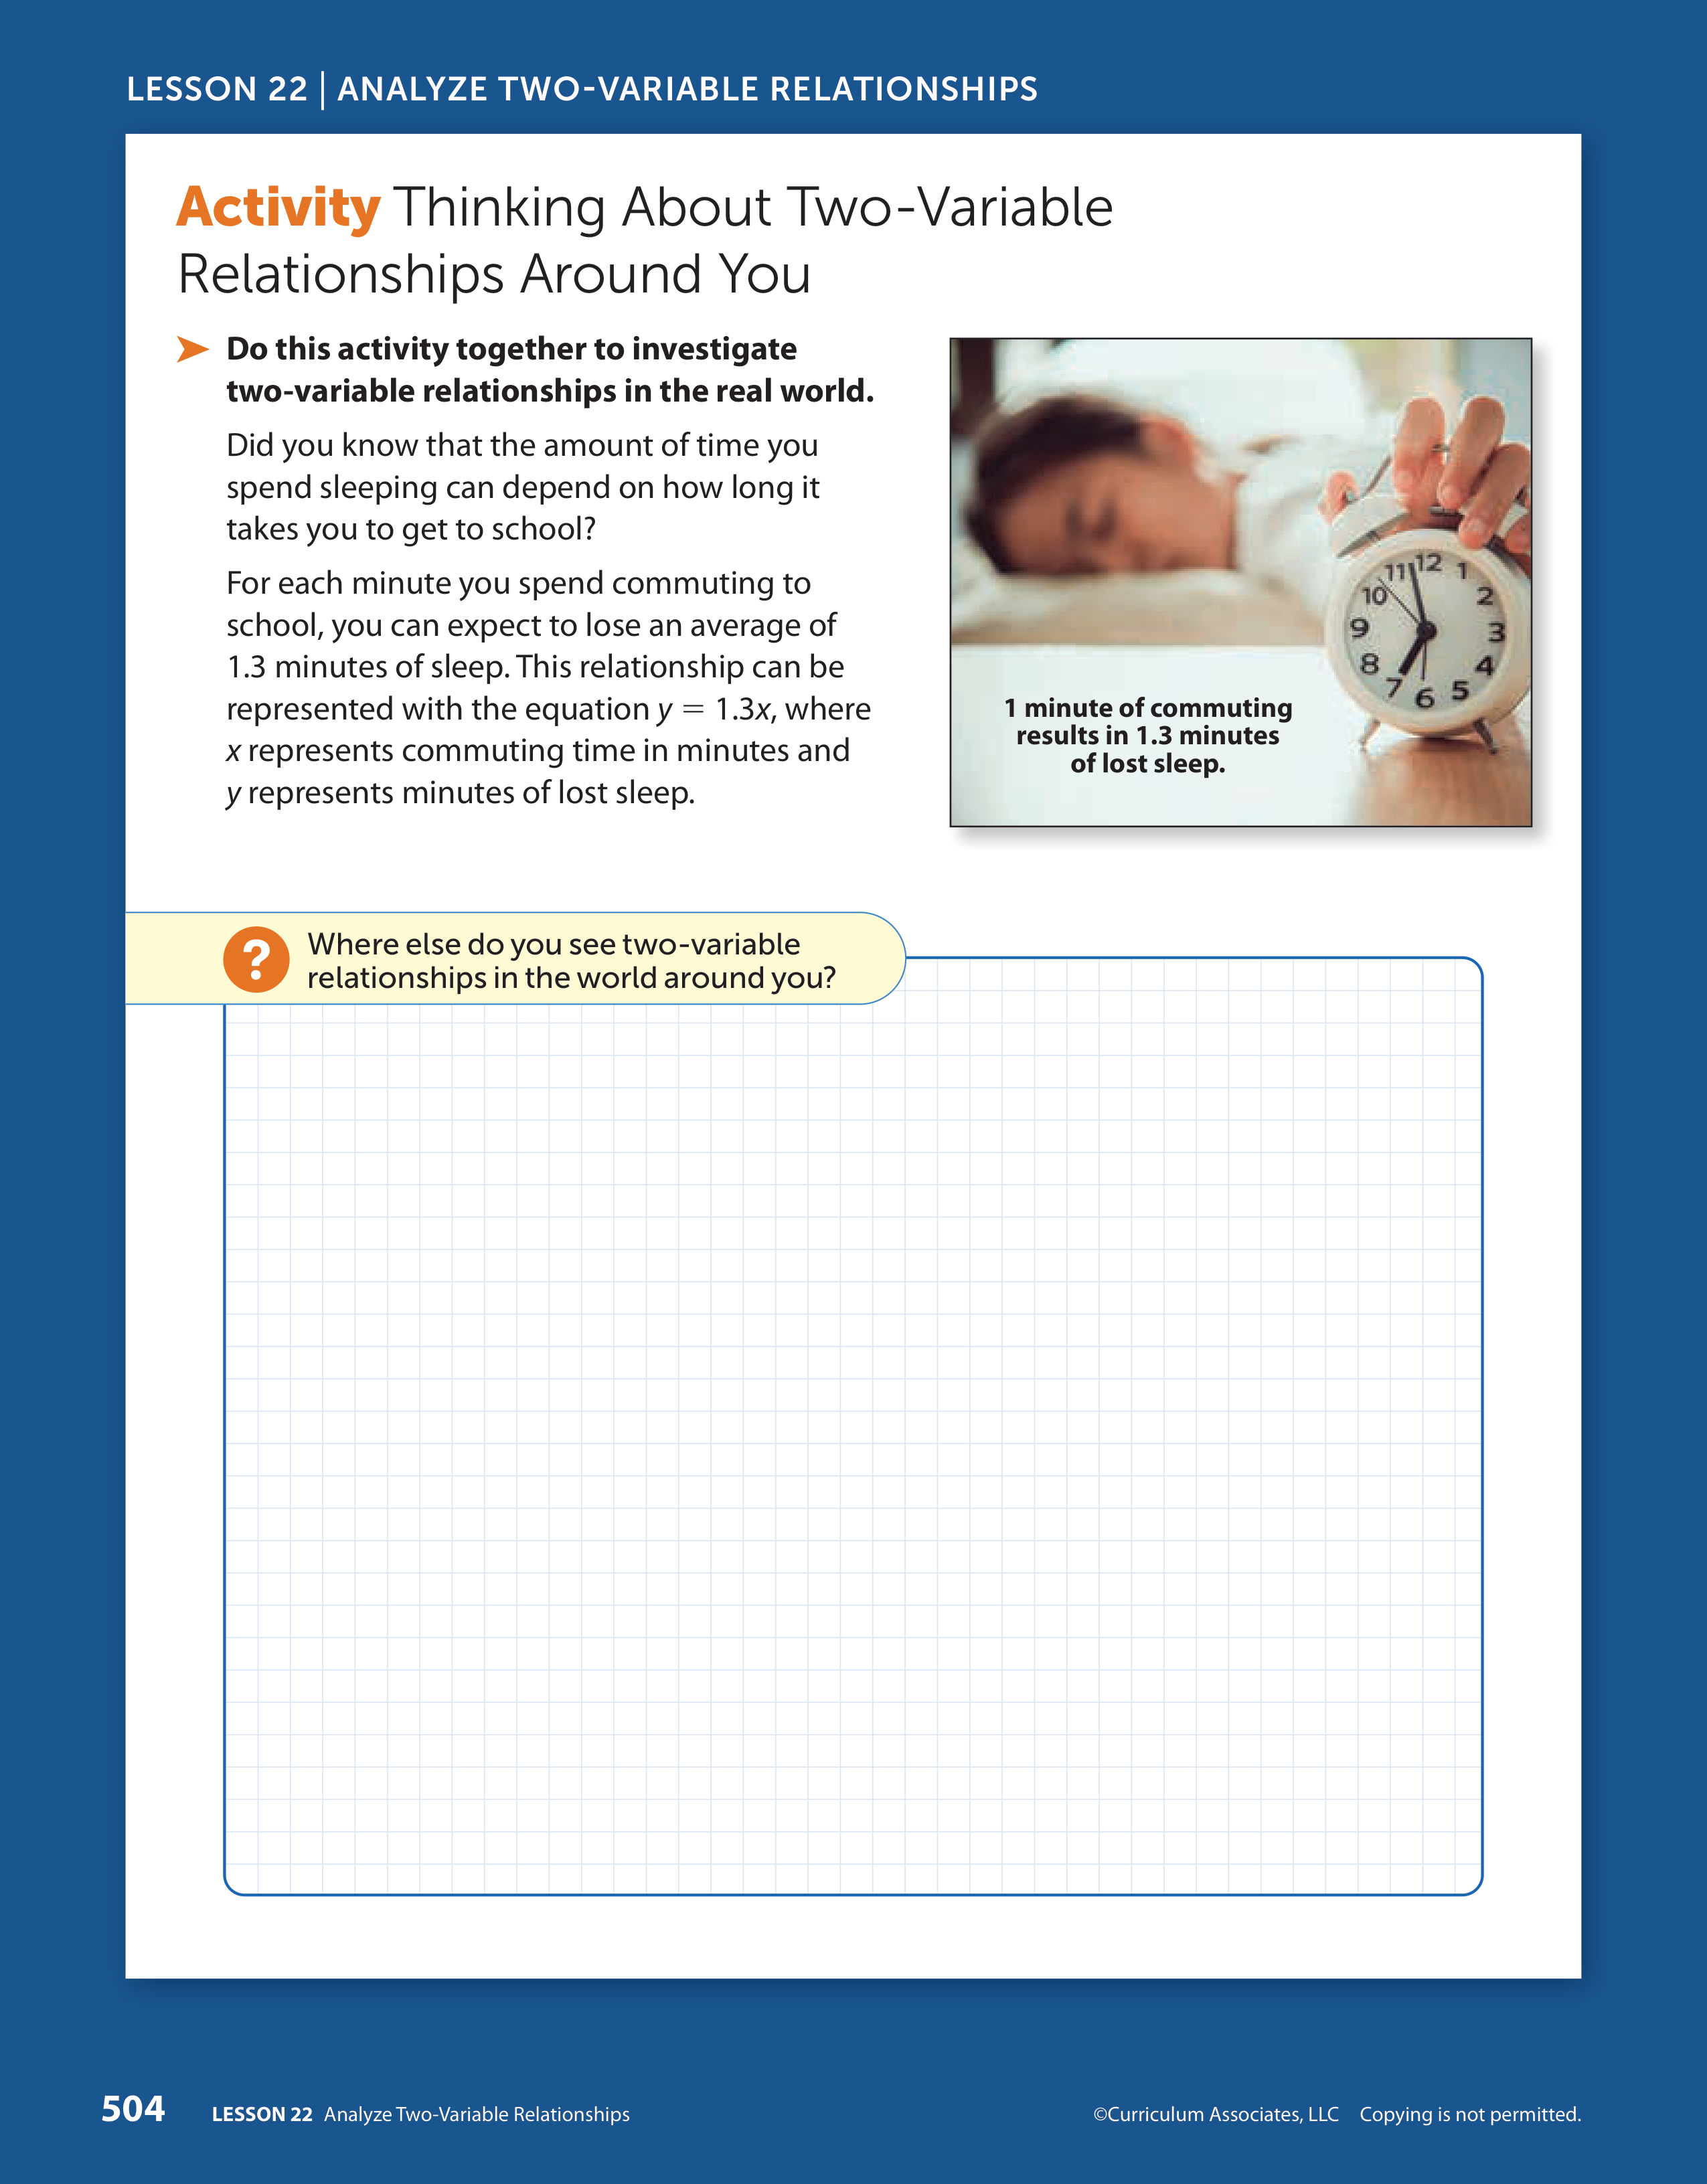 LESSON 22 | ANALYZE TWO-VARIABLE RELATIONSHIPS
Activity Thinking About Two-Variable
Relationships Around You
Do this activity together to investigate
two-variable relationships in the real world.
Did you know that the amount of time you
spend sleeping can depend on how long it
takes you to get to school?
For each minute you spend commuting to
school, you can expect to lose an average of
1.3 minutes of sleep. This relationship can be
represented with the equation y = 1.3x, where
x represents commuting time in minutes and
y represents minutes of lost sleep.
12
11
1
10
2
9
3
8
4
7
6
5
1 minute of commuting
results in 1.3 minutes
of lost sleep.
?
Where else do you see two-variable
relationships in the world around you?
504 LESSON 22 Analyze Two-Variable Relationships
©Curriculum Associates, LLC Copying is not permitted.